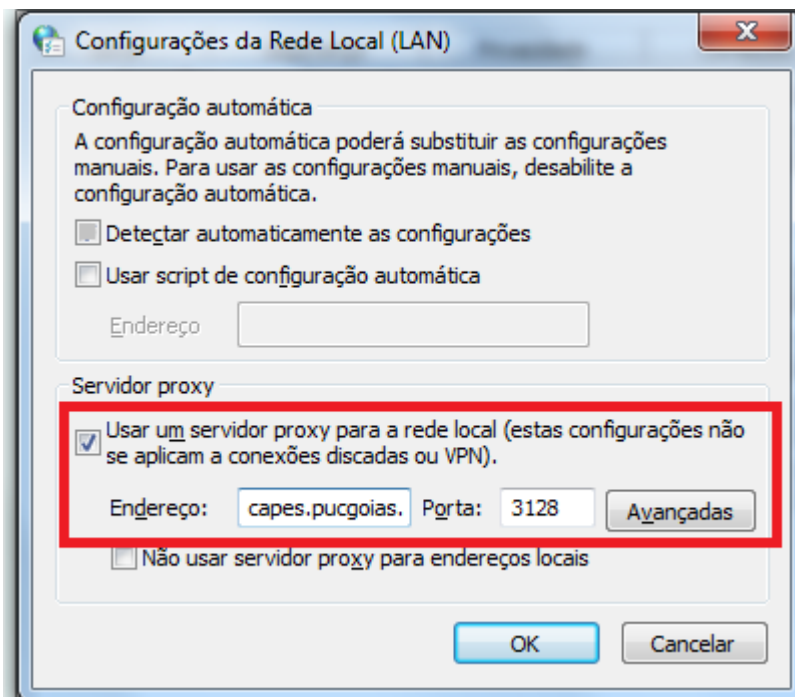 Configurações da Rede Local (LAN)
Configuração automática
A configuração automática poderá substituir as configurações
manuais. Para usar as configurações manuais, desabilite a
configuração automática.
Detectar automaticamente as configurações
Usar script de configuração automática
Endereço
Servidor proxy
Usar um servidor proxy para a rede local (estas configurações não
se aplicam a conexões discadas ou VPN).
Endereço: capes.pucgoias. Porta: 3128 Avançadas
Não usar servidor proxy para endereços locais
OK Cancelar